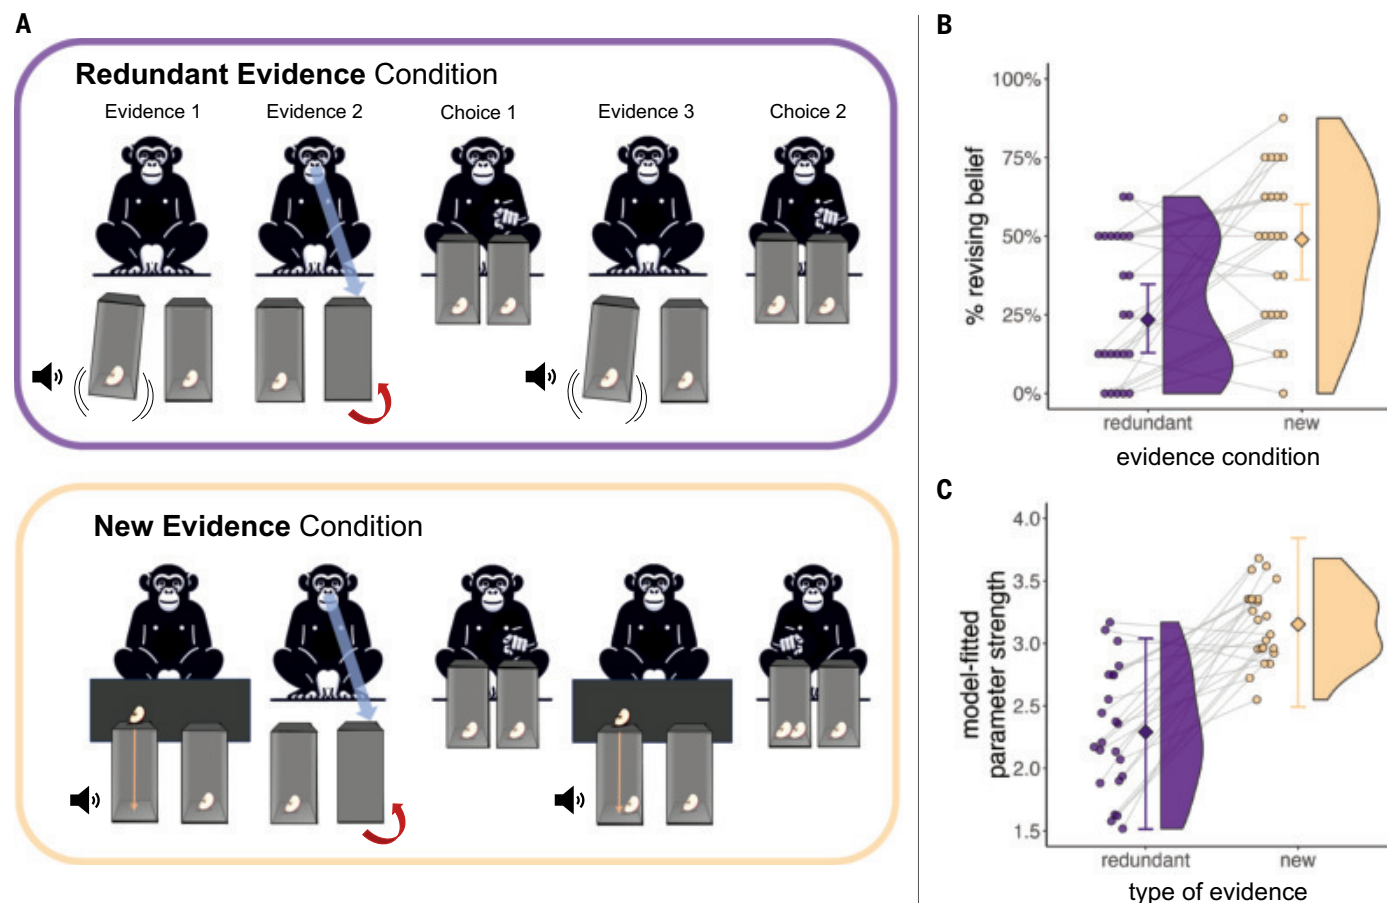 A
Redundant Evidence Condition
Evidence 1
Evidence 2
Choice 1
Evidence 3
Choice 2
New Evidence Condition
B
100%
75%
50%
25%
0%
% revising belief
redundant
new
evidence condition
C
4.0
3.5
3.0
2.5
2.0
1.5
model-fitted
parameter strength
redundant
new
type of evidence